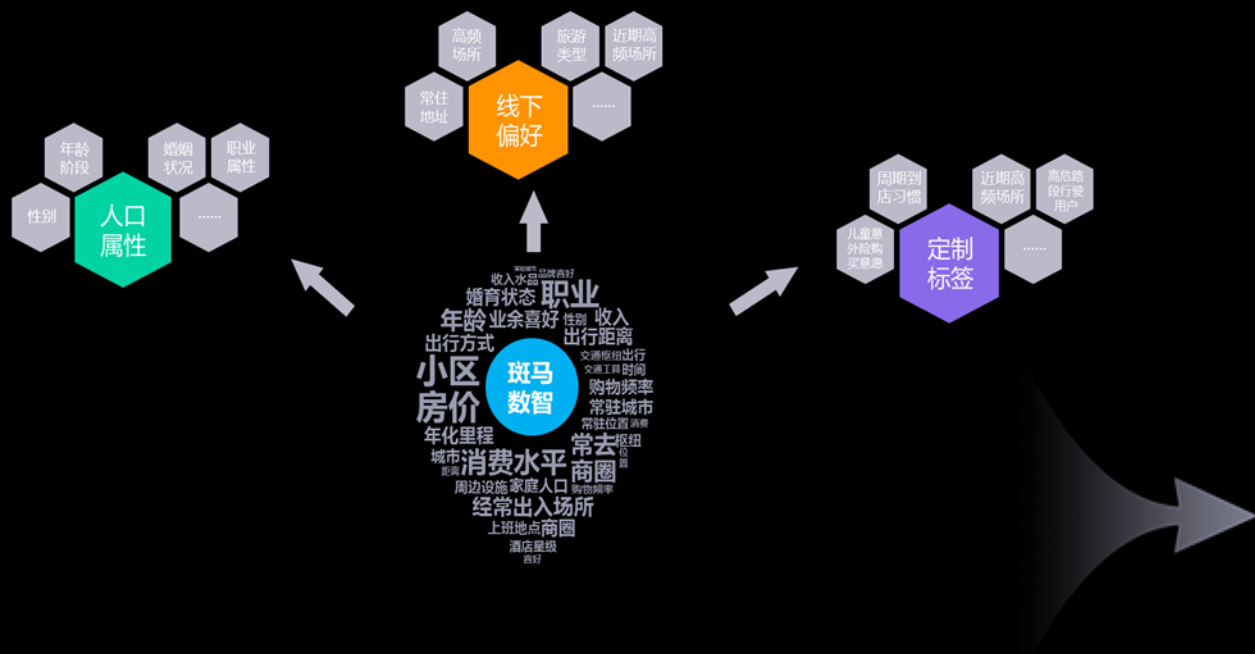 高频
场所
旅游
类型
近期高
频场所
常住
地址
线下
偏好
......
年龄
阶段
婚姻
状况
职业
属性
性别
人口
属性
......
周期到
店习惯
近期高
频场所
高危路
段行驶
用户
儿童意
外险购
买意愿
定制
标签
......
常驻城市
收入水品
品牌喜好
婚育状态
职业
年龄
业余喜好
性别
收入
出行方式
出行距离
交通枢纽
出行
小区
房价
斑马
数智
交通工具
时间
购物频率
常驻城市
常驻位置
消费
年化里程
常去
商圈
枢纽
位置
城市
距离
消费水平
周边设施
家庭人口
购物频率
经常出入场所
上班地点
商圈
酒店星级
喜好